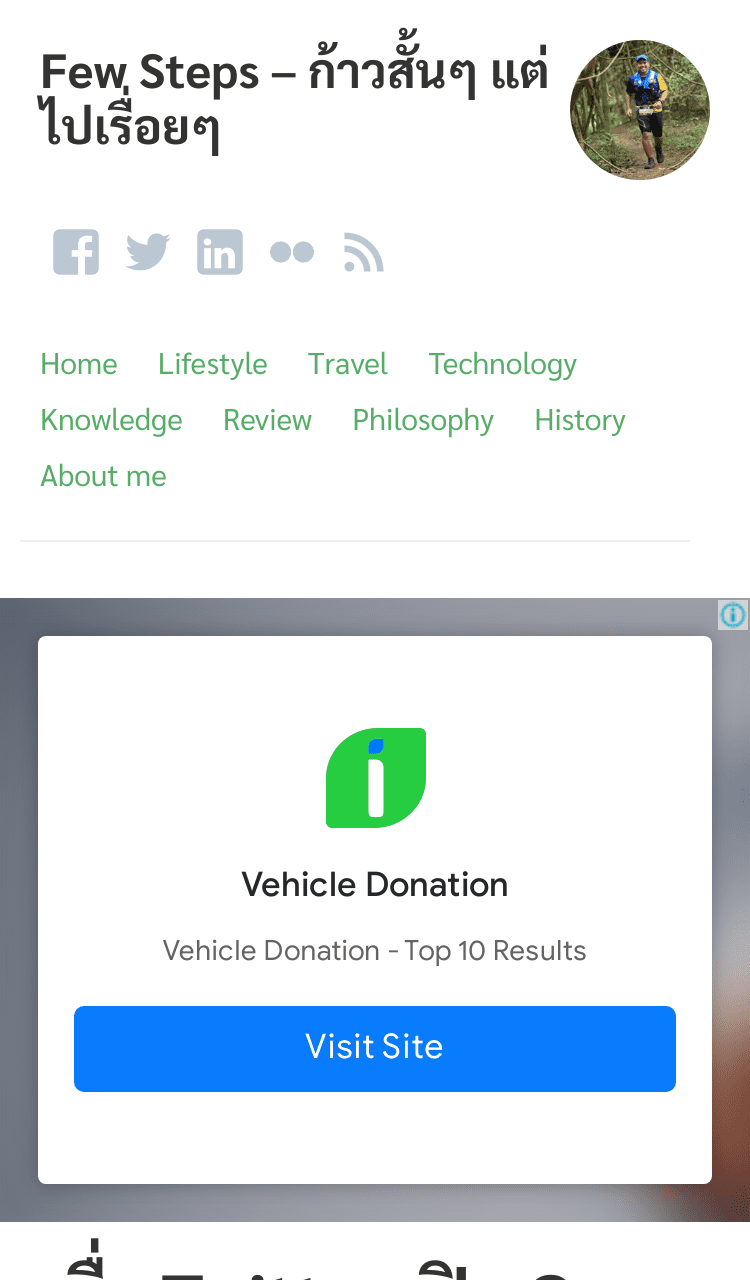 Few Steps – ก้าวสั้นๆ แต่
ไปเรื่อยๆ
Home Lifestyle Travel Technology
Knowledge Review Philosophy History
About me
Vehicle Donation
Vehicle Donation - Top 10 Results
Visit Site